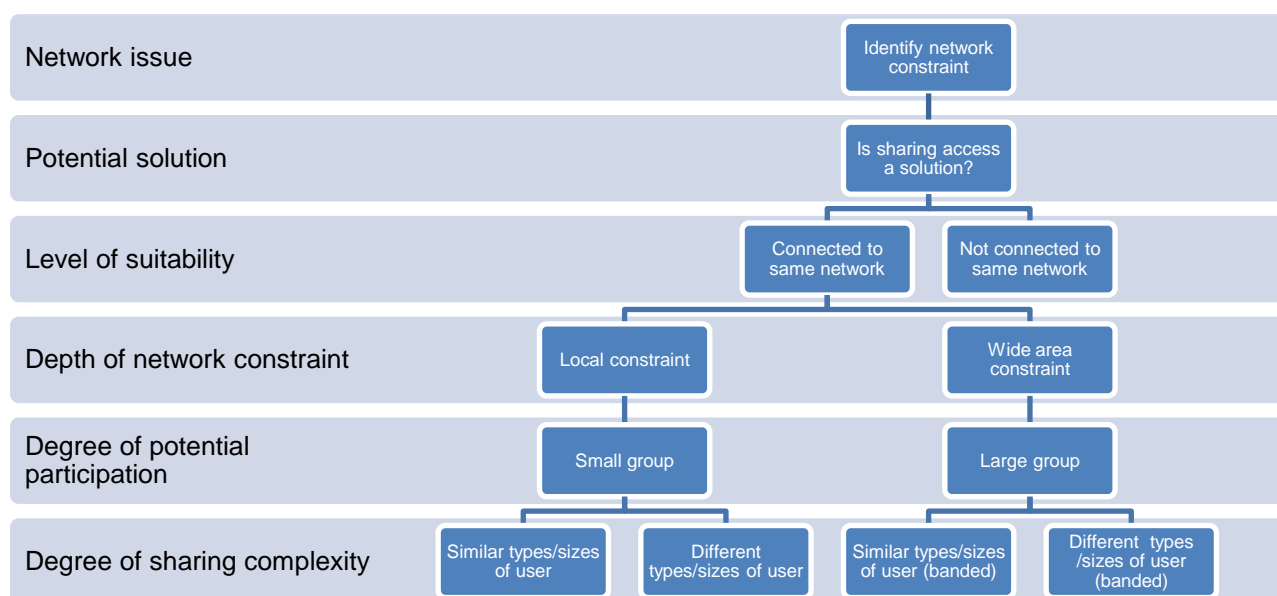 Network issue
Identify network
constraint
Potential solution
Is sharing access
a solution?
Level of suitability
Connected to
same network
Not connected to
same network
Depth of network constraint
Local constraint
Wide area
constraint
Degree of potential
participation
Small group
Large group
Degree of sharing complexity
Similar types/sizes
of user
Different
types/sizes of user
Similar types/sizes
of user (banded)
Different types
/sizes of user
(banded)